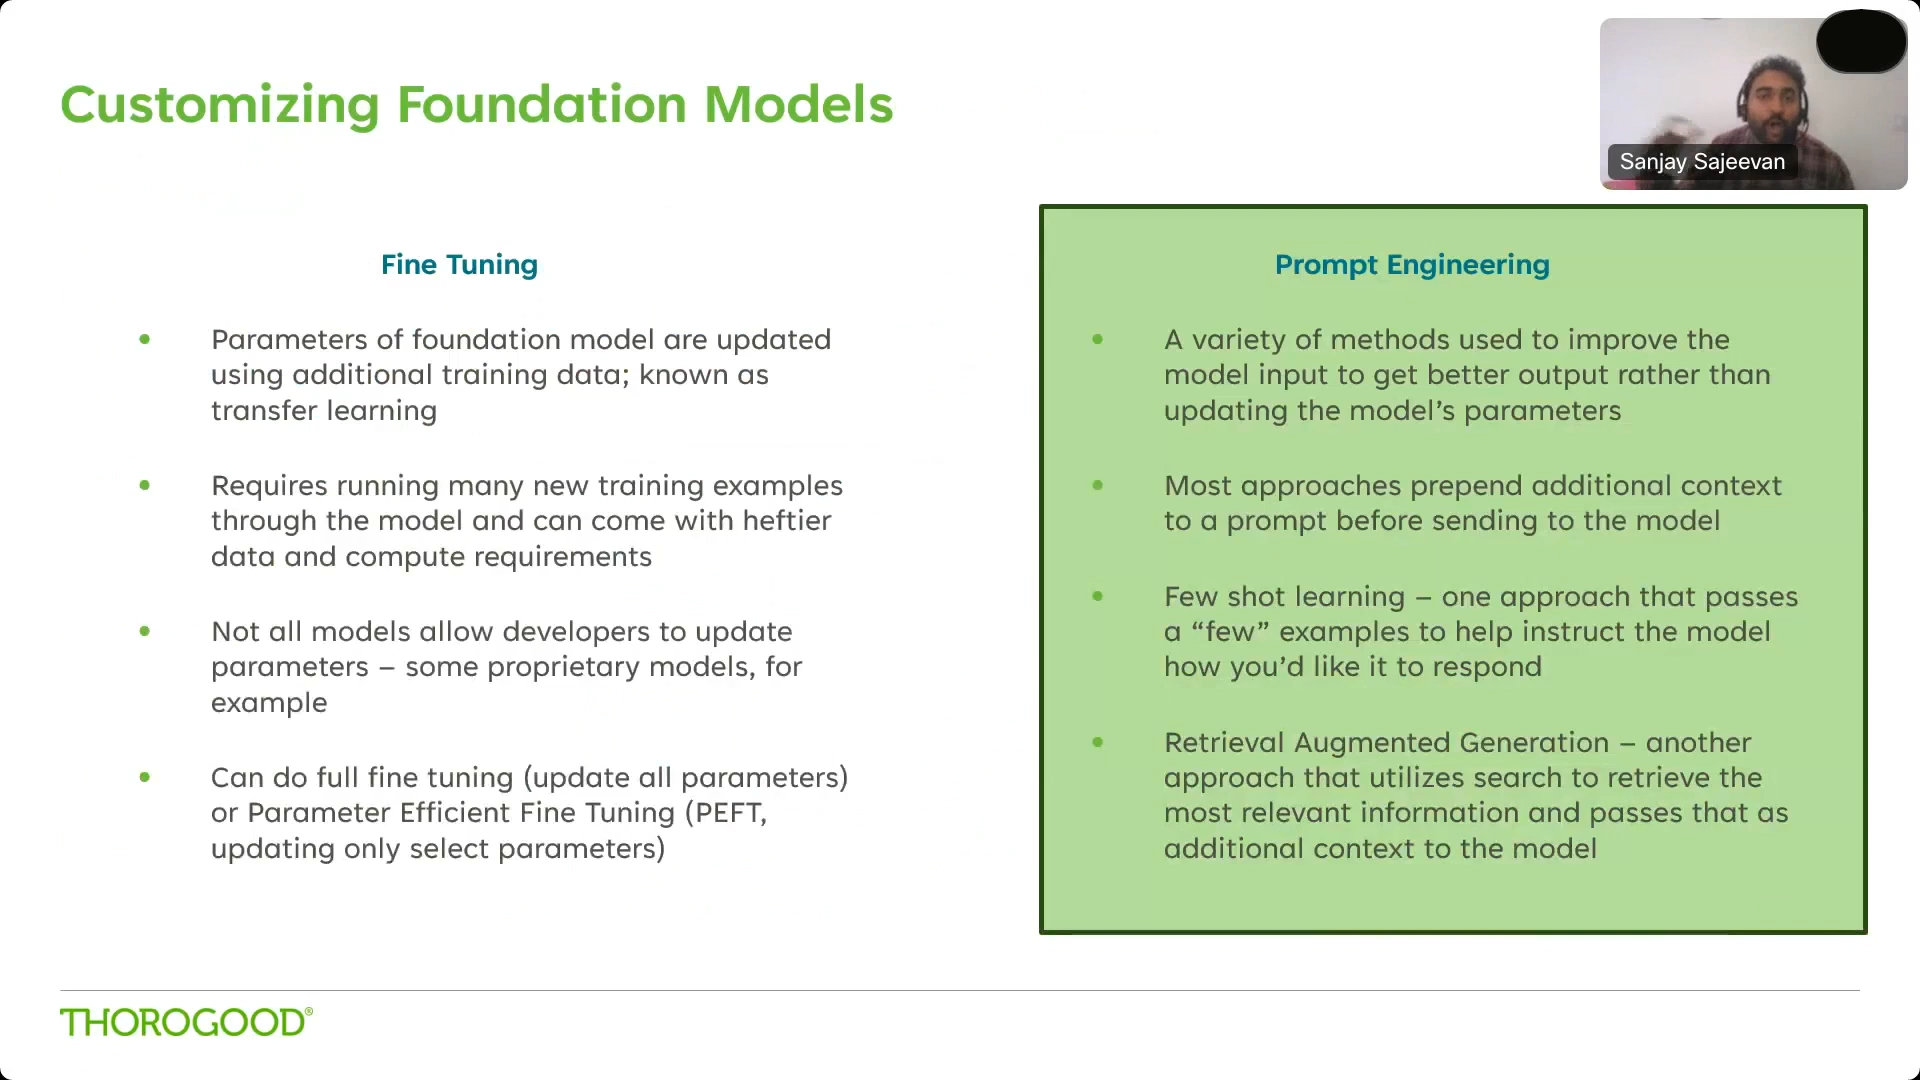 Customizing Foundation Models
Sanjay Sajeevan
Fine Tuning
Parameters of foundation model are updated
using additional training data; known as
transfer learning
Requires running many new training examples
through the model and can come with heftier
data and compute requirements
Not all models allow developers to update
parameters – some proprietary models, for
example
Can do full fine tuning (update all parameters)
or Parameter Efficient Fine Tuning (PEFT,
updating only select parameters)
Prompt Engineering
A variety of methods used to improve the
model input to get better output rather than
updating the model’s parameters
Most approaches prepend additional context
to a prompt before sending to the model
Few shot learning – one approach that passes
a “few” examples to help instruct the model
how you’d like it to respond
Retrieval Augmented Generation – another
approach that utilizes search to retrieve the
most relevant information and passes that as
additional context to the model
THOROGOOD®